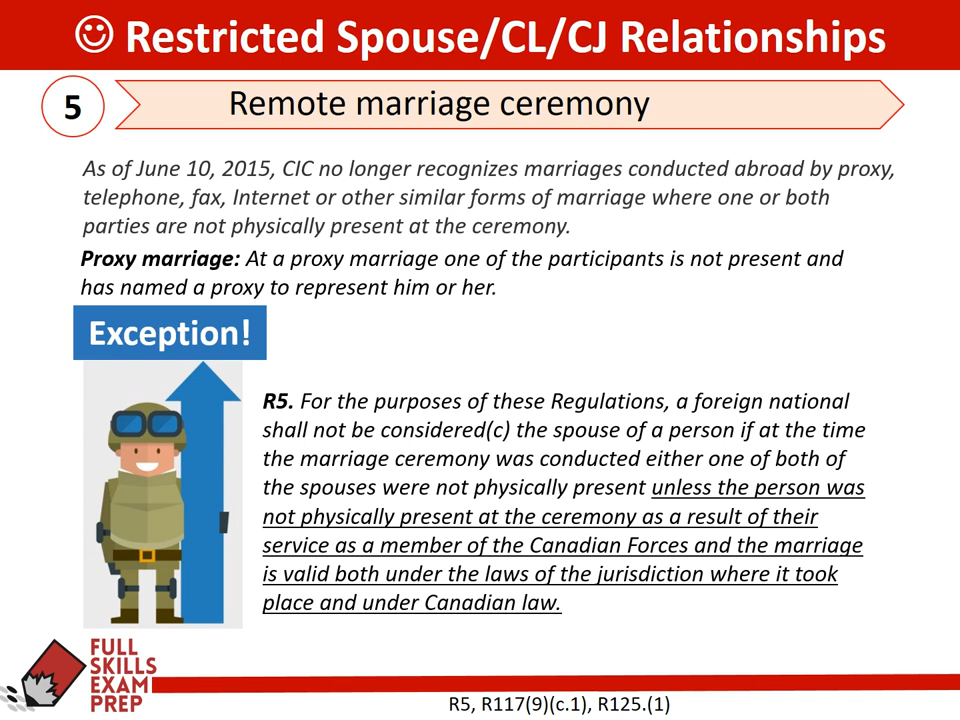 Restricted Spouse/CL/CJ Relationships
5
Remote marriage ceremony
As of June 10, 2015, CIC no longer recognizes marriages conducted abroad by proxy,
telephone, fax, Internet or other similar forms of marriage where one or both
parties are not physically present at the ceremony.
Proxy marriage: At a proxy marriage one of the participants is not present and
has named a proxy to represent him or her.
Exception!
R5. For the purposes of these Regulations, a foreign national
shall not be considered(c) the spouse of a person if at the time
the marriage ceremony was conducted either one of both of
the spouses were not physically present unless the person was
not physically present at the ceremony as a result of their
service as a member of the Canadian Forces and the marriage
is valid both under the laws of the jurisdiction where it took
place and under Canadian law.
FULL
SKILLS
EXAM
PREP
R5, R117(9)(c.1), R125.(1)